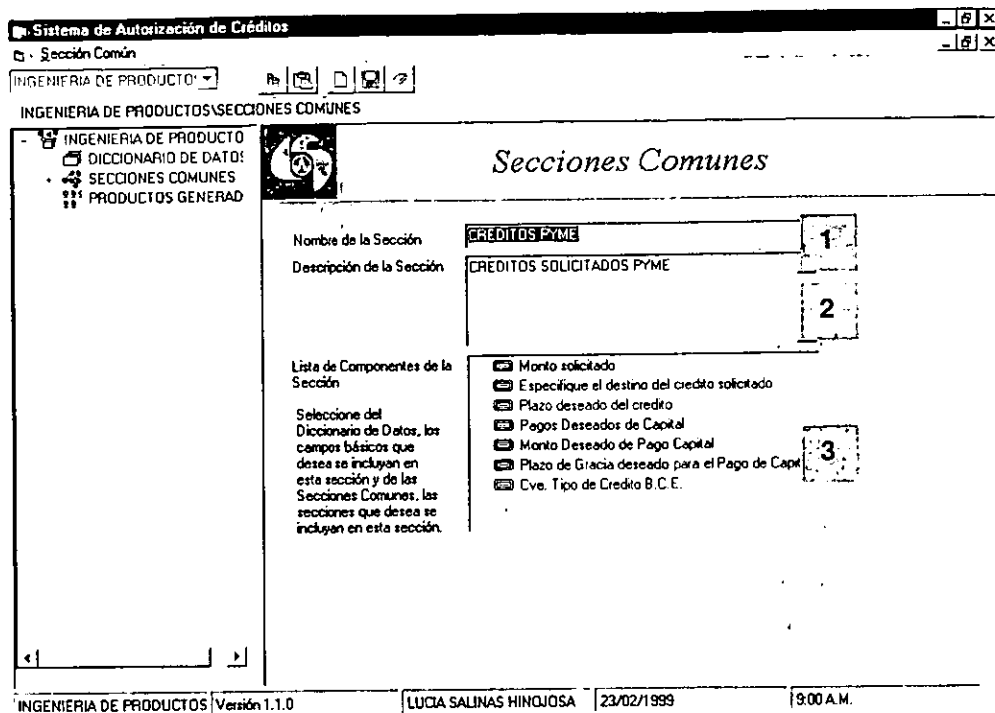 Sistema de Autorización de Créditos
Sección Común
INGENIERIA DE PRODUCTO
INGENIERIA DE PRODUCTOS\SECCIONES COMUNES
INGENIERIA DE PRODUCTO
DICCIONARIO DE DATOS
SECCIONES COMUNES
PRODUCTOS GENERAD
Secciones Comunes
Nombre de la Sección
CREDITOS PYME
1
Descripción de la Sección
CREDITOS SOLICITADOS PYME
2
Lista de Componentes de la
Sección
Seleccione del
Diccionario de Datos, los
campos básicos que
desea se incluyan en
esta sección y de las
Secciones Comunes, las
secciones que desea se
incluyan en esta sección.
Monto solicitado
Especifique el destino del credito solicitado
Plazo deseado del credito
Pagos Deseados de Capital
Monto Deseado de Pago Capital
Plazo de Gracia deseado para el Pago de Capit
Cve. Tipo de Credito B.C.E.
3
INGENIERIA DE PRODUCTOS
Versión 1.1.0
LUCIA SALINAS HINOJOSA
23/02/1999
9:00 A.M.